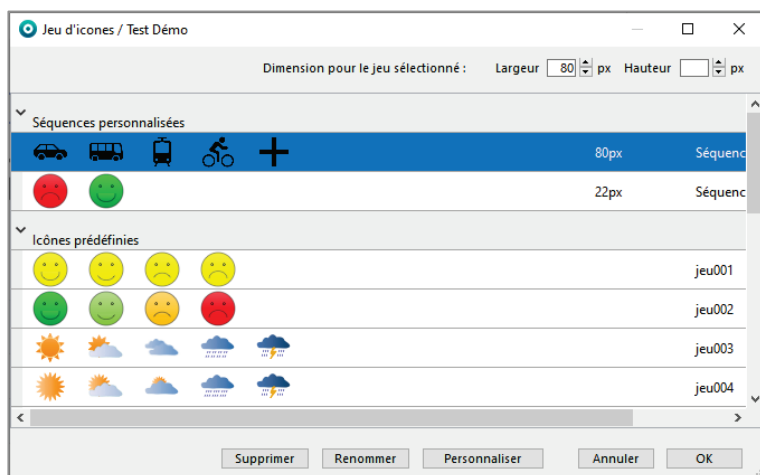 Jeu d'icones / Test Démo
Dimension pour le jeu sélectionné : Largeur 80 px Hauteur px
Séquences personnalisées
80px Séquenc
22px Séquenc
Icônes prédéfinies
jeu001
jeu002
jeu003
jeu004
Supprimer Renommer Personnaliser Annuler OK